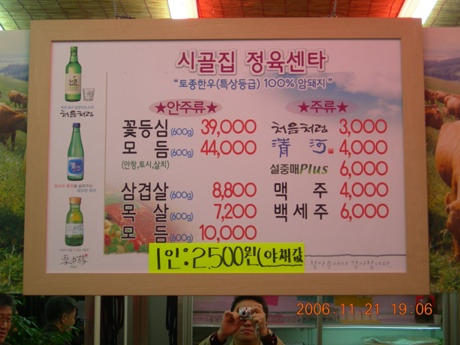 시골집 정육센타
"토종한우(특상등급) 100% 암돼지"
★안주류★
꽃등심(600g) 39,000
모 듬(600g) 44,000
(안창,토시,살치)
삼겹살(600g) 8,800
목 살(600g) 7,200
모 듬(600g) 10,000
★주류★
처음처럼 3,000
淸河 4,000
설중매Plus 6,000
맥 주 4,000
백세주 6,000
1인:2,500원(야채값
처음처럼
2006.11.21 19:06